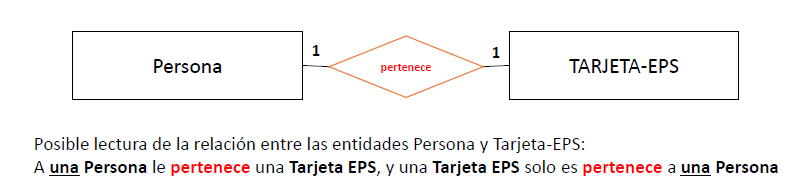 Persona 1 pertenece 1 TARJETA-EPS
Posible lectura de la relación entre las entidades Persona y Tarjeta-EPS:
A una Persona le pertenece una Tarjeta EPS, y una Tarjeta EPS solo es pertenece a una Persona